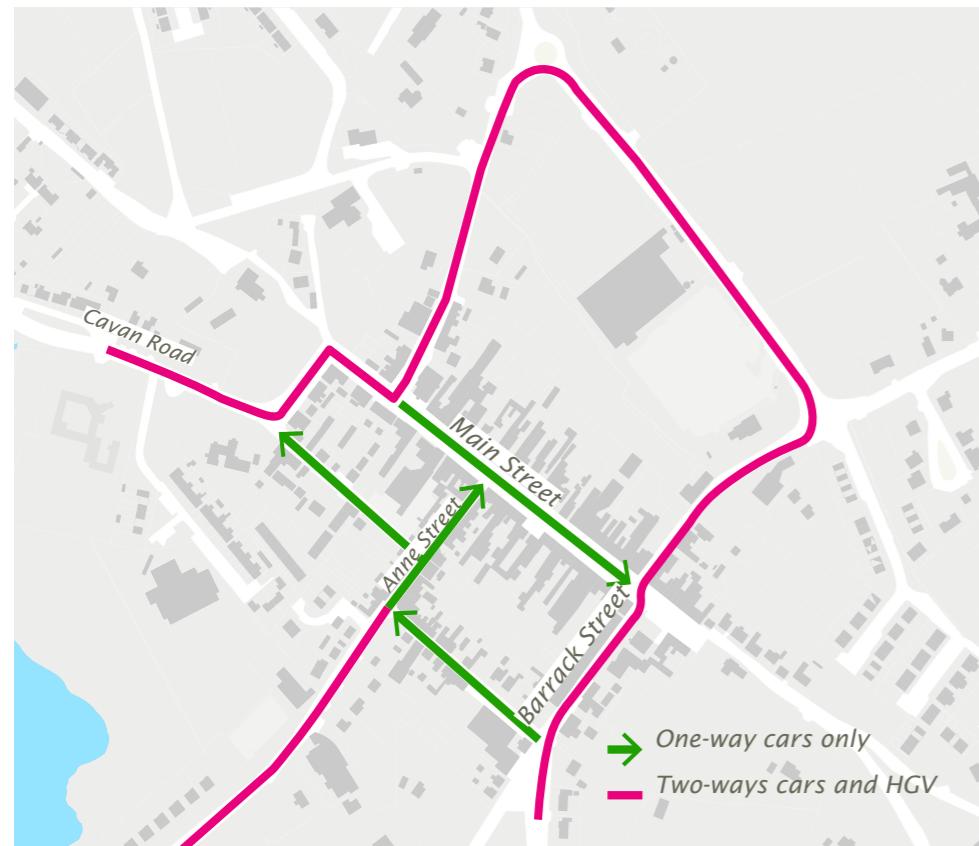 Cavan Road
Main Street
Anne Street
Barrack Street
One-way cars only
Two-ways cars and HGV